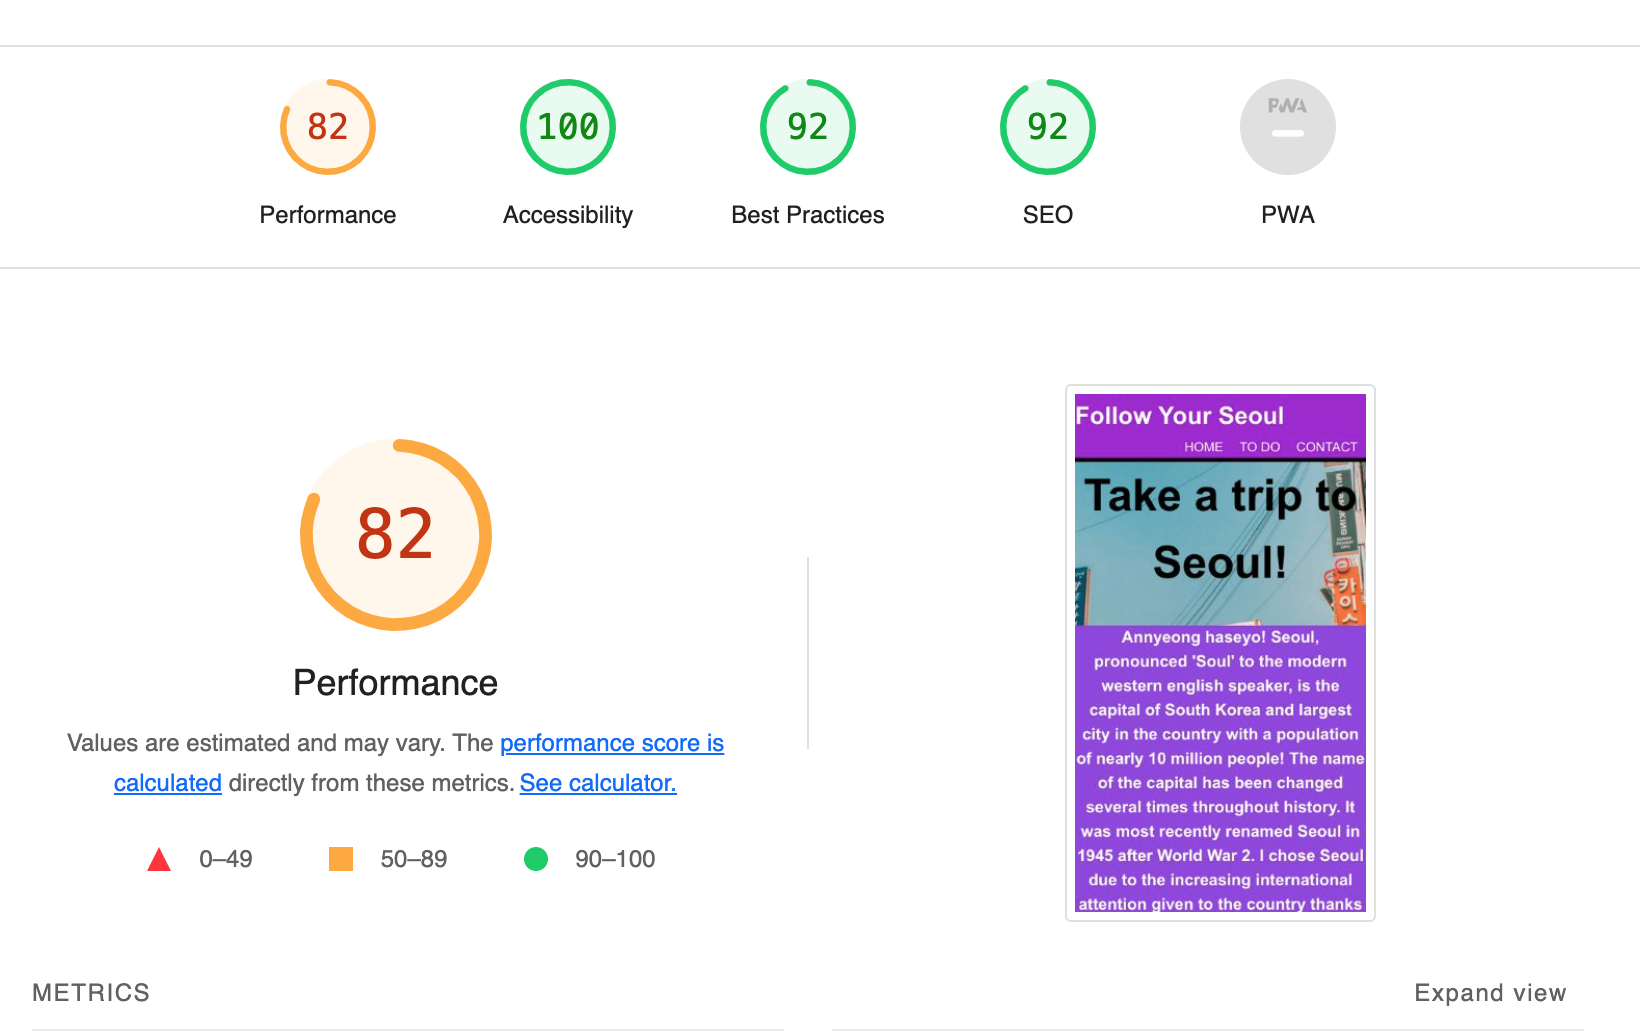 82
100
92
92
PWA
Performance
Accessibility
Best Practices
SEO
PWA
82
Performance
Values are estimated and may vary. The performance score is
calculated directly from these metrics. See calculator.
0–49
50–89
90–100
Follow Your Seoul
HOME TO DO CONTACT
Take a trip to
Seoul!
카이스
Annyeong haseyo! Seoul,
pronounced 'Soul' to the modern
western english speaker, is the
capital of South Korea and largest
city in the country with a population
of nearly 10 million people! The name
of the capital has been changed
several times throughout history. It
was most recently renamed Seoul in
1945 after World War 2. I chose Seoul
due to the increasing international
attention given to the country thanks
METRICS
Expand view